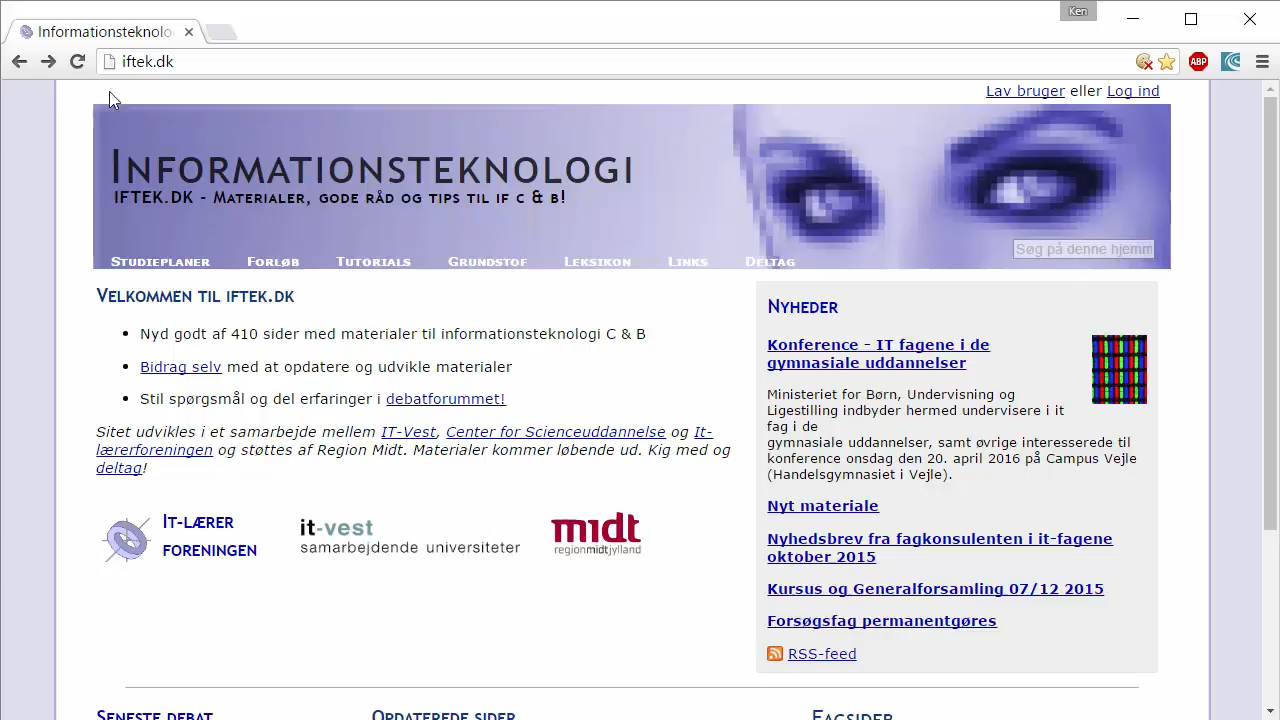 Ken
Informationsteknolo
iftek.dk
ABP
Lav bruger eller Log ind
Informationsteknologi
IFTEK.DK - Materialer, gode råd og tips til if c & b!
Søg på denne hjemm
Studieplaner Forløb Tutorials Grundstof Leksikon Links Deltag
Velkommen til iftek.dk
Nyd godt af 410 sider med materialer til informationsteknologi C & B
Bidrag selv med at opdatere og udvikle materialer
Stil spørgsmål og del erfaringer i debatforummet!
Sitet udvikles i et samarbejde mellem IT-Vest, Center for Scienceuddannelse og It-
lærerforeningen og støttes af Region Midt. Materialer kommer løbende ud. Kig med og
deltag!
It-Lærer
foreningen
it-vest
samarbejdende universiteter
midt
regionmidtjylland
Nyheder
Konference - IT fagene i de
gymnasiale uddannelser
Ministeriet for Børn, Undervisning og
Ligestilling indbyder hermed undervisere i it
fag i de
gymnasiale uddannelser, samt øvrige interesserede til
konference onsdag den 20. april 2016 på Campus Vejle
(Handelsgymnasiet i Vejle).
Nyt materiale
Nyhedsbrev fra fagkonsulenten i it-fagene
oktober 2015
Kursus og Generalforsamling 07/12 2015
Forsøgsfag permanentgøres
RSS-feed
Seneste debat Opdaterede sider Fagsider